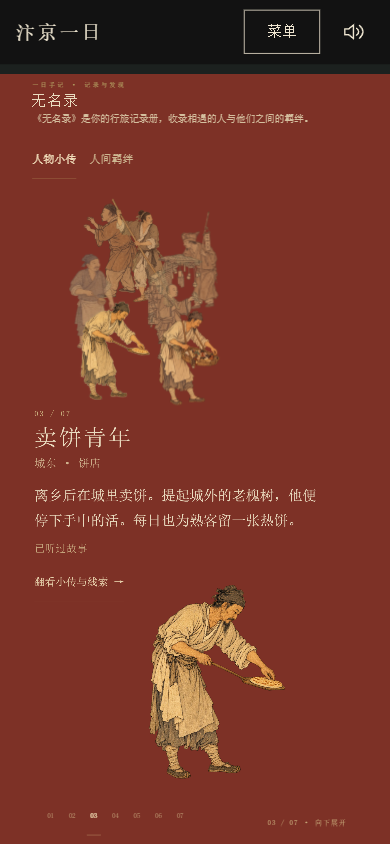 汴京一日
菜单
一日手记 · 记录与发现
无名录
《无名录》是你的行旅记录册，收录相遇的人与他们之间的羁绊。
人物小传 人间羁绊
03 / 07
卖饼青年
城东 · 饼店
离乡后在城里卖饼。提起城外的老槐树，他便
停下手中的活。每日也为熟客留一张热饼。
已听过故事
翻看小传与线索 →
01 02 03 04 05 06 07
03 / 07 · 向下展开